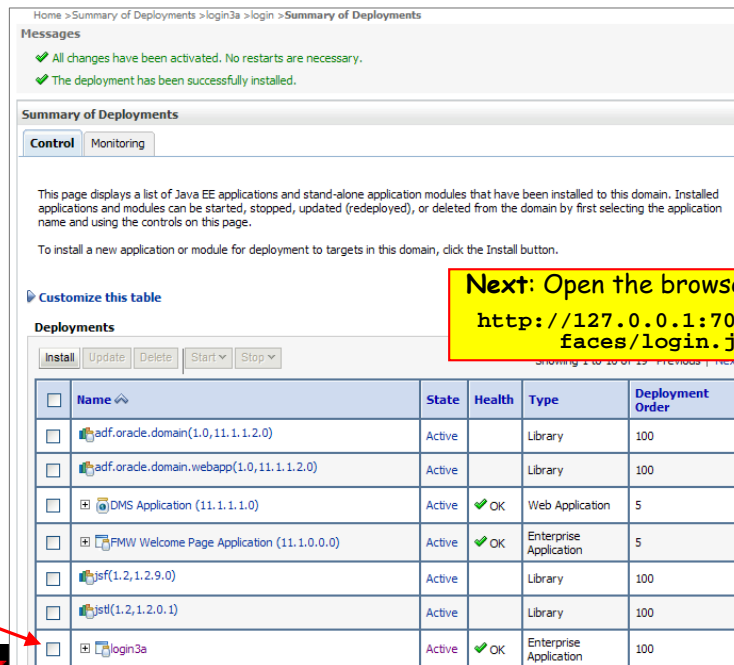 Home >Summary of Deployments >login3a >login >Summary of Deployments
Messages
All changes have been activated. No restarts are necessary.
The deployment has been successfully installed.
Summary of Deployments
Control Monitoring
This page displays a list of Java EE applications and stand-alone application modules that have been installed to this domain. Installed
applications and modules can be started, stopped, updated (redeployed), or deleted from the domain by first selecting the application
name and using the controls on this page.
To install a new application or module for deployment to targets in this domain, click the Install button.
Customize this table
Next: Open the browse
http://127.0.0.1:70
faces/login.j
Deployments
Install Update Delete Start Stop
Showing 1 to 10 of 19 Previous |
Name State Health Type Deployment Order
adf.oracle.domain(1.0,11.1.1.2.0) Active Library 100
adf.oracle.domain.webapp(1.0,11.1.1.2.0) Active Library 100
DMS Application (11.1.1.1.0) Active OK Web Application 5
FMW Welcome Page Application (11.1.0.0.0) Active OK Enterprise Application 5
jsf(1.2,1.2.9.0) Active Library 100
jstl(1.2,1.2.0.1) Active Library 100
login3a Active OK Enterprise Application 100